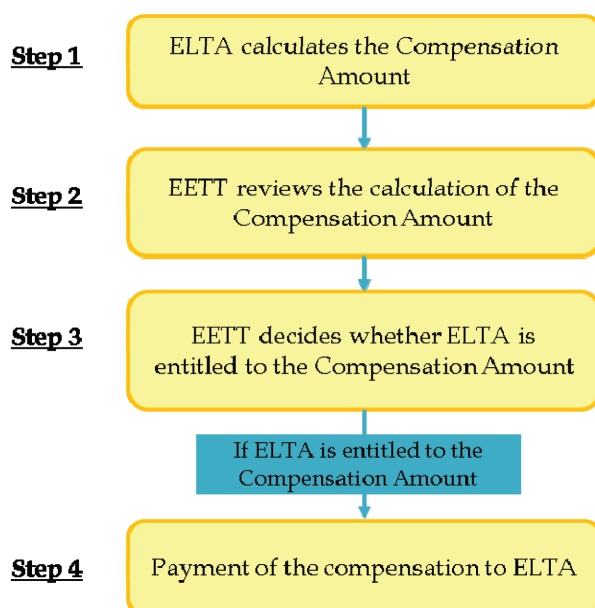 Step 1
ELTA calculates the Compensation
Amount
Step 2
EETT reviews the calculation of the
Compensation Amount
Step 3
EETT decides whether ELTA is
entitled to the Compensation Amount
If ELTA is entitled to the
Compensation Amount
Step 4
Payment of the compensation to ELTA